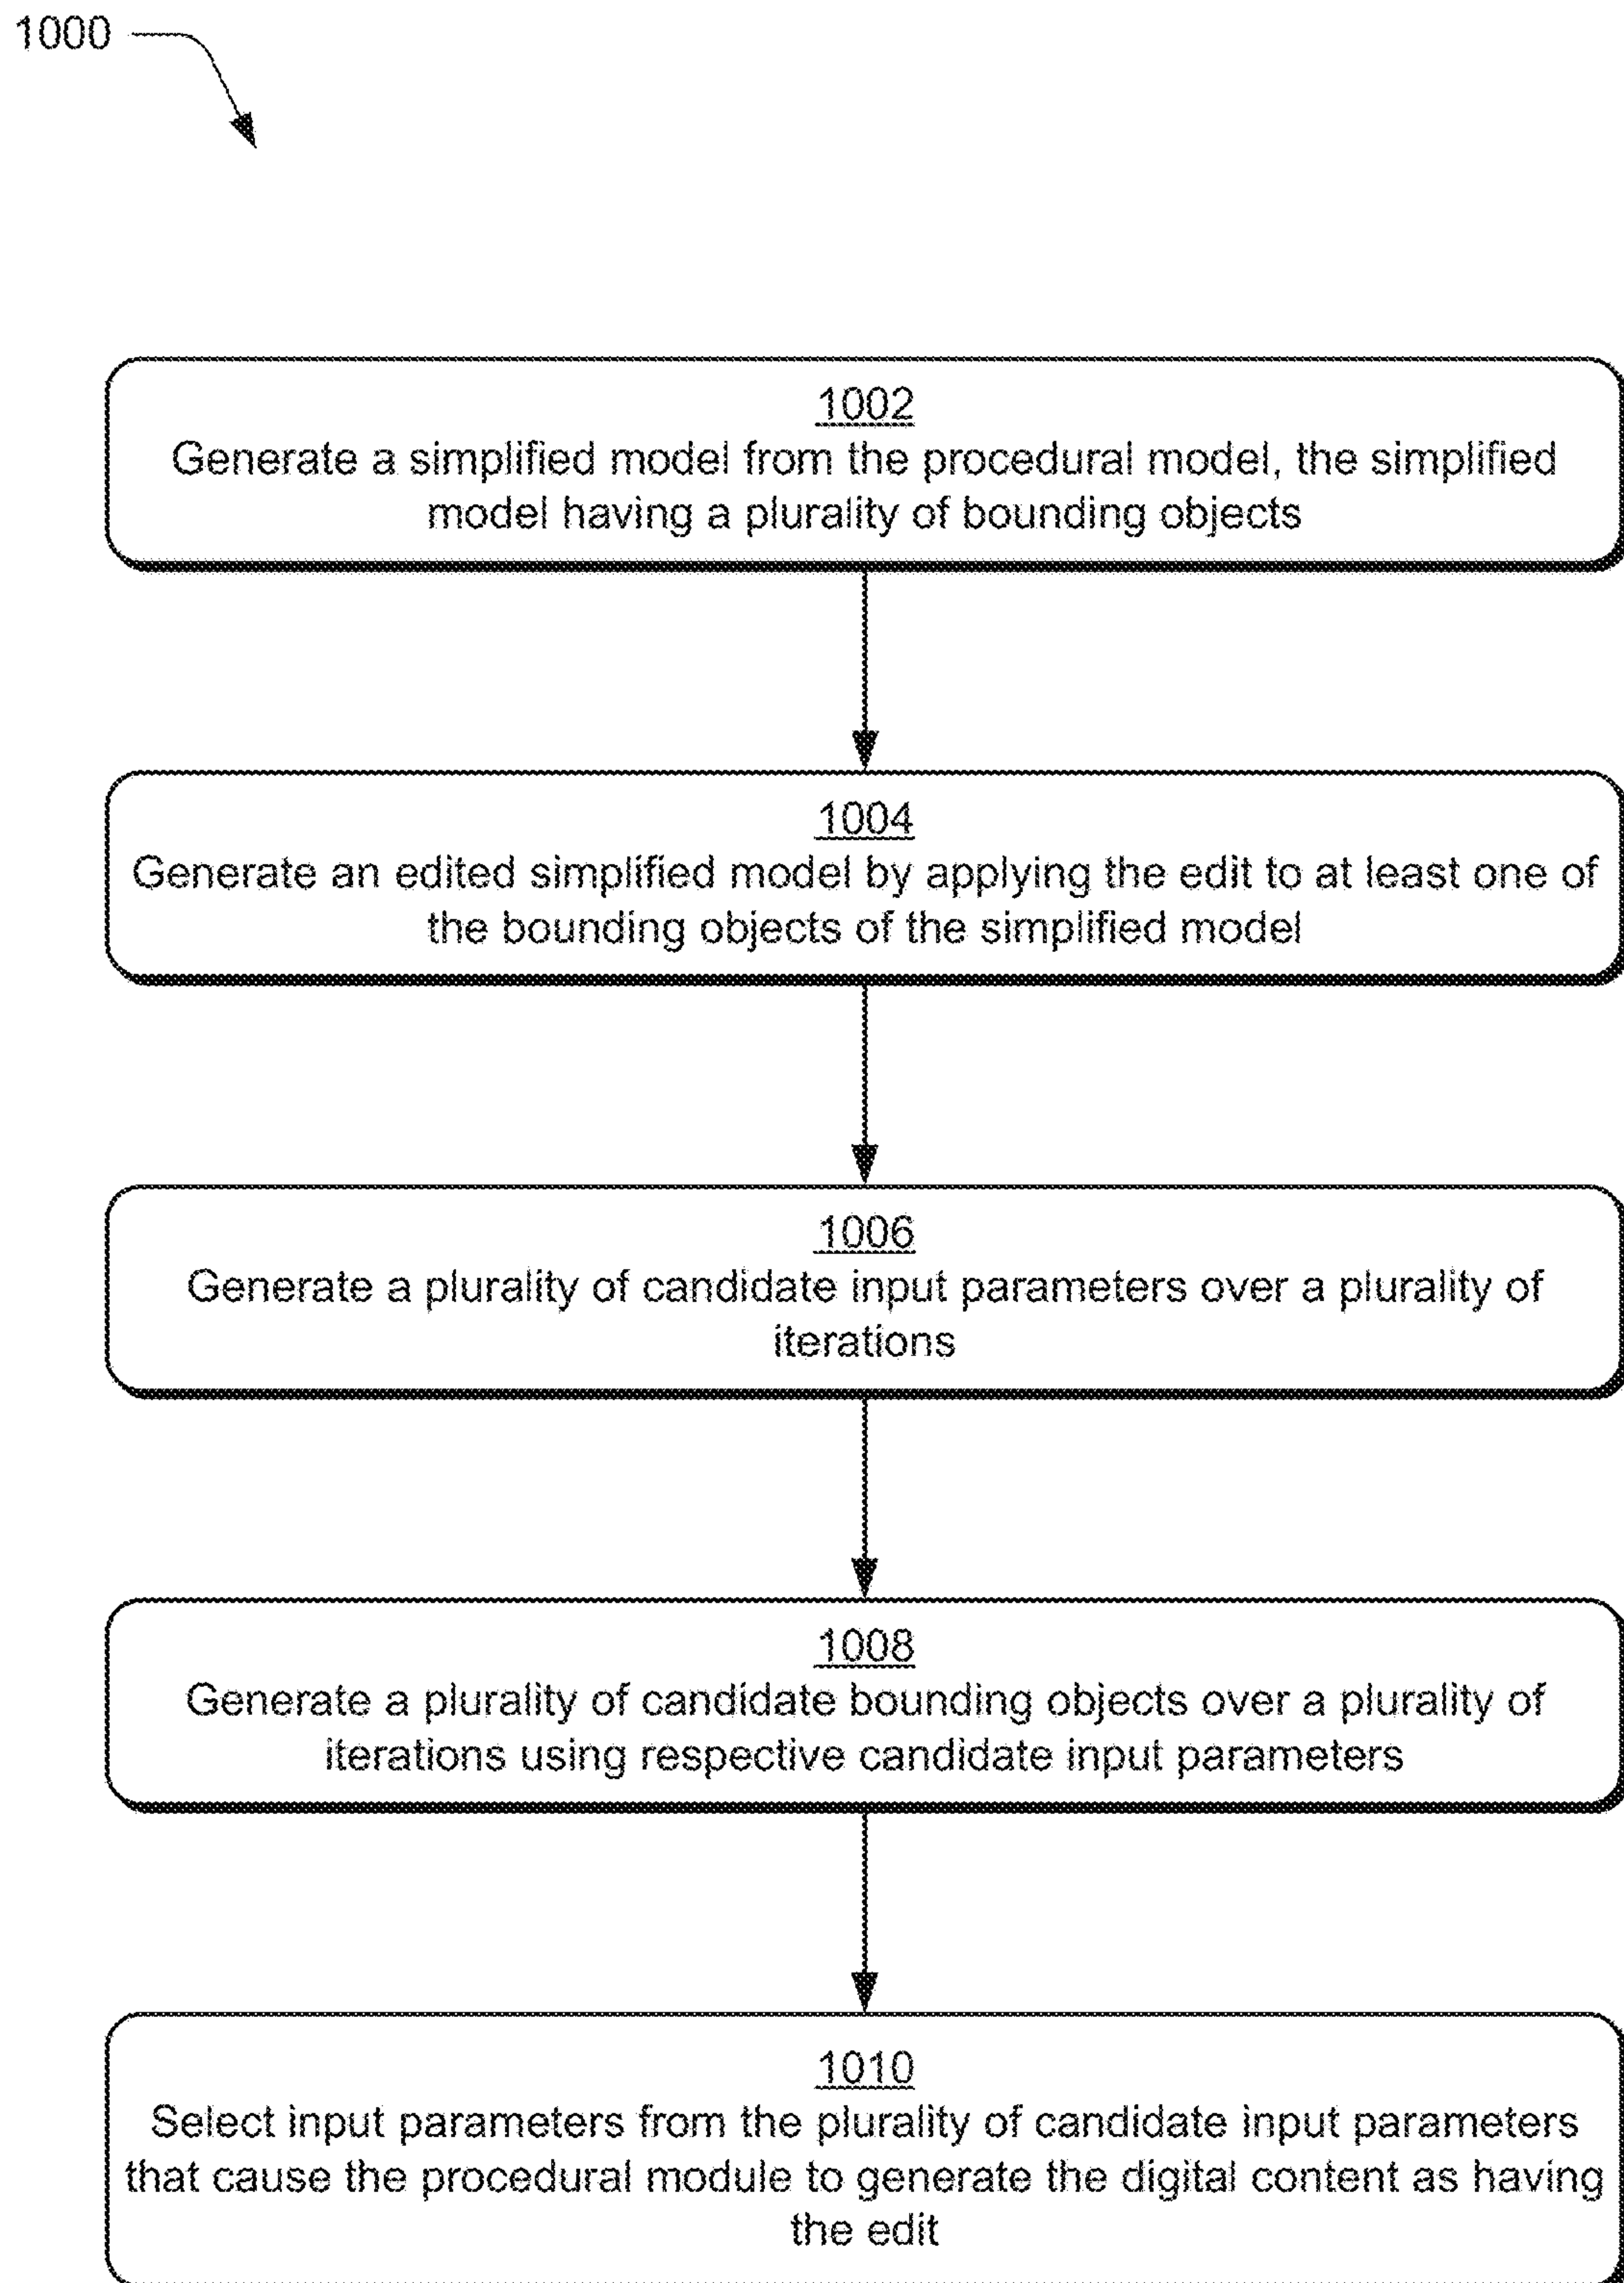 1000
1002
Generate a simplified model from the procedural model, the simplified
model having a plurality of bounding objects
1004
Generate an edited simplified model by applying the edit to at least one of
the bounding objects of the simplified model
1006
Generate a plurality of candidate input parameters over a plurality of
iterations
1008
Generate a plurality of candidate bounding objects over a plurality of
iterations using respective candidate input parameters
1010
Select input parameters from the plurality of candidate input parameters
that cause the procedural module to generate the digital content as having
the edit